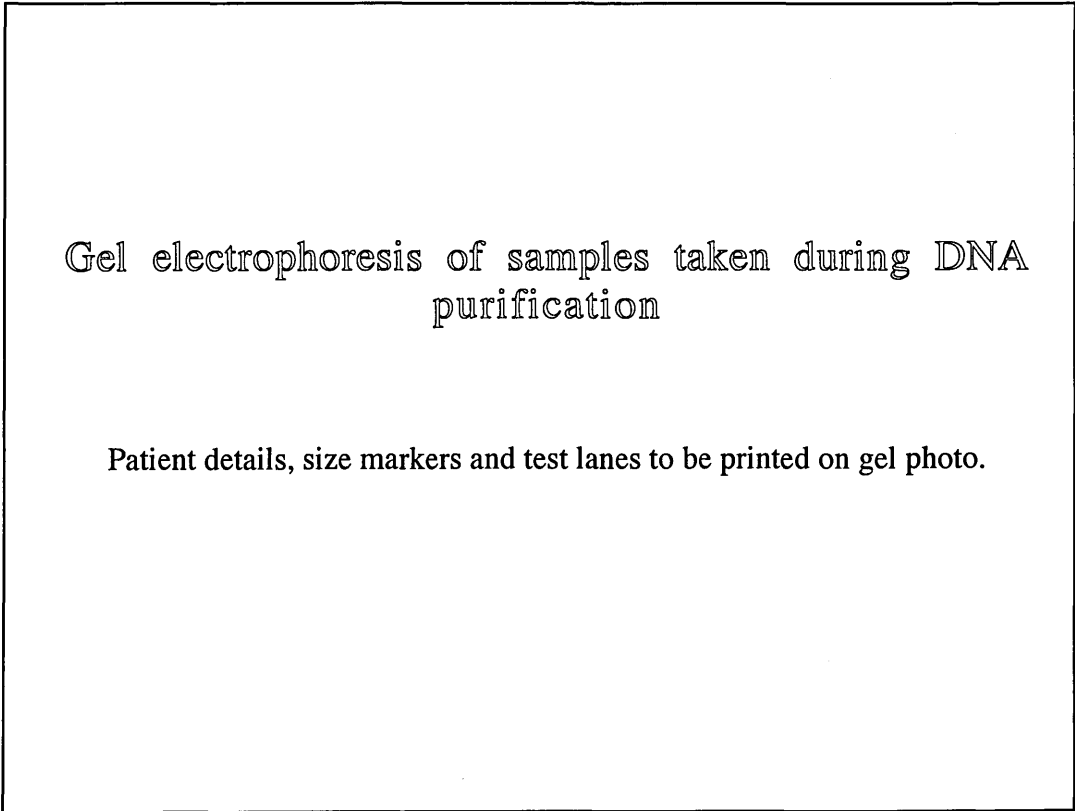 Gel electrophoresis of samples taken during DNA
purification
Patient details, size markers and test lanes to be printed on gel photo.